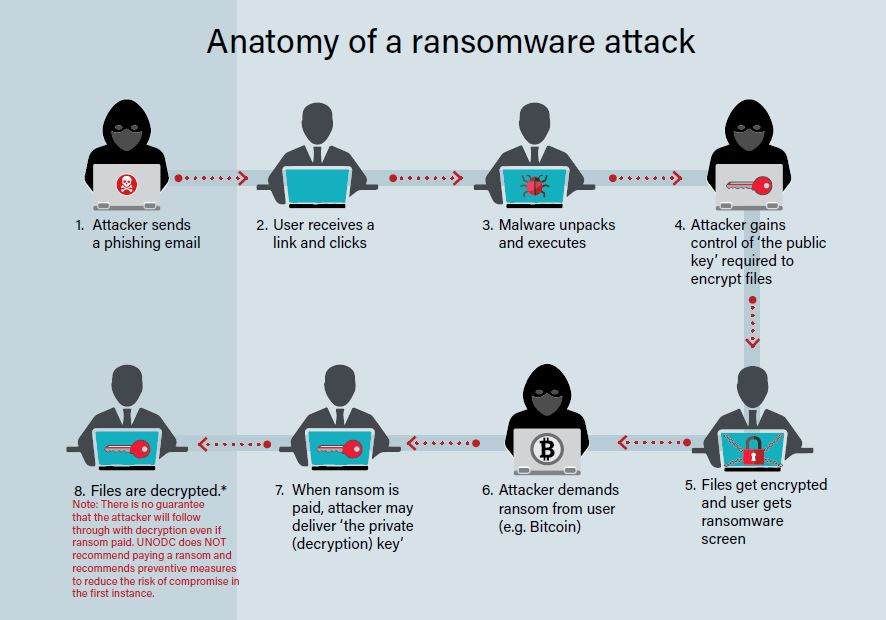 Anatomy of a ransomware attack
1. Attacker sends
a phishing email
2. User receives a
link and clicks
3. Malware unpacks
and executes
4. Attacker gains
control of ‘the public
key’ required to
encrypt files
8. Files are decrypted.*
Note: There is no guarantee
that the attacker will follow
through with decryption even if
ransom paid. UNODC does NOT
recommend paying a ransom and
recommends preventive measures
to reduce the risk of compromise in
the first instance.
7. When ransom is
paid, attacker may
deliver ‘the private
(decryption) key’
6. Attacker demands
ransom from user
(e.g. Bitcoin)
5. Files get encrypted
and user gets
ransomware
screen